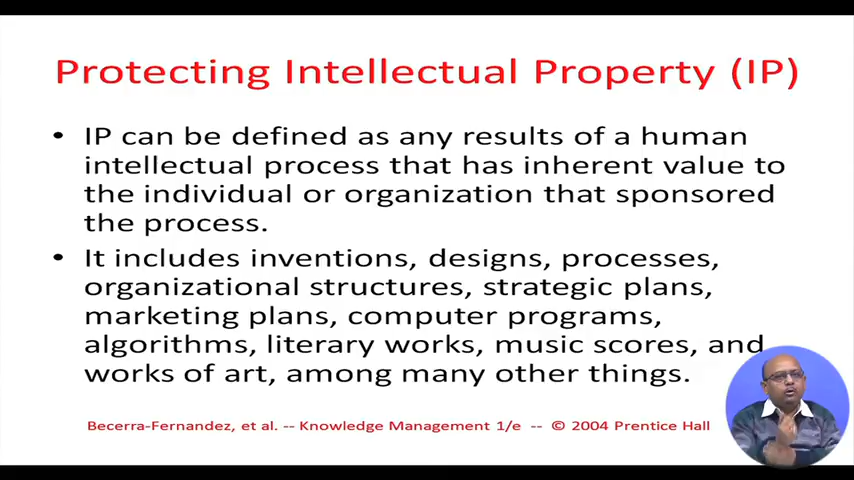 Protecting Intellectual Property (IP)
• IP can be defined as any results of a human
intellectual process that has inherent value to
the individual or organization that sponsored
the process.
• It includes inventions, designs, processes,
organizational structures, strategic plans,
marketing plans, computer programs,
algorithms, literary works, music scores, and
works of art, among many other things.
Becerra-Fernandez, et al. -- Knowledge Management 1/e -- © 2004 Prentice Hall